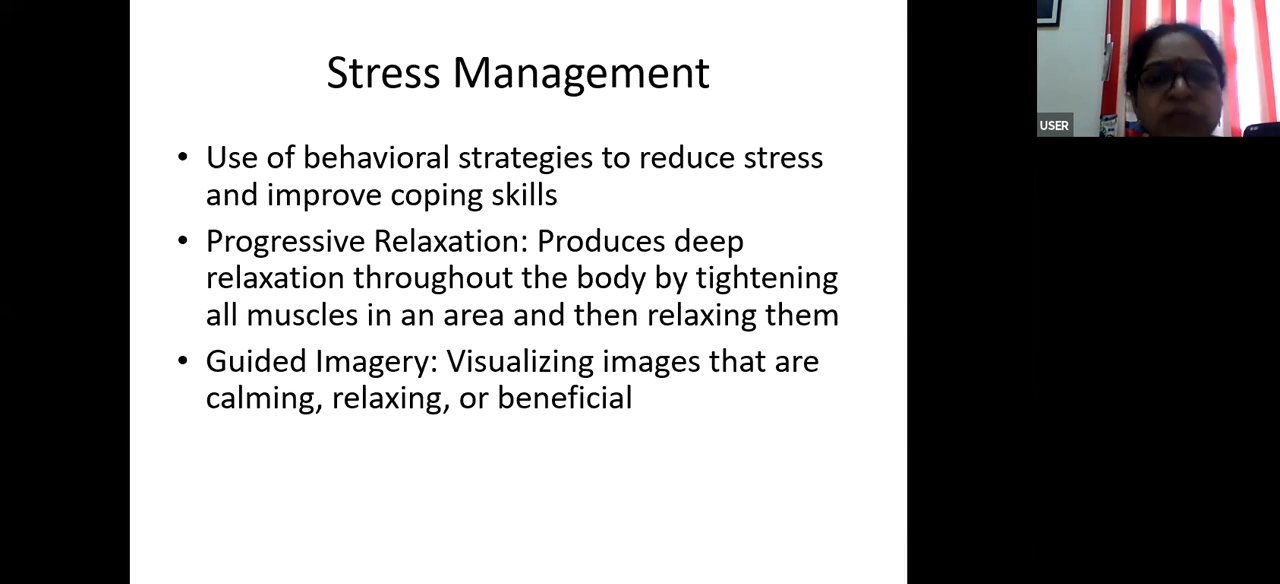 Stress Management
• Use of behavioral strategies to reduce stress
and improve coping skills
• Progressive Relaxation: Produces deep
relaxation throughout the body by tightening
all muscles in an area and then relaxing them
• Guided Imagery: Visualizing images that are
calming, relaxing, or beneficial
USER